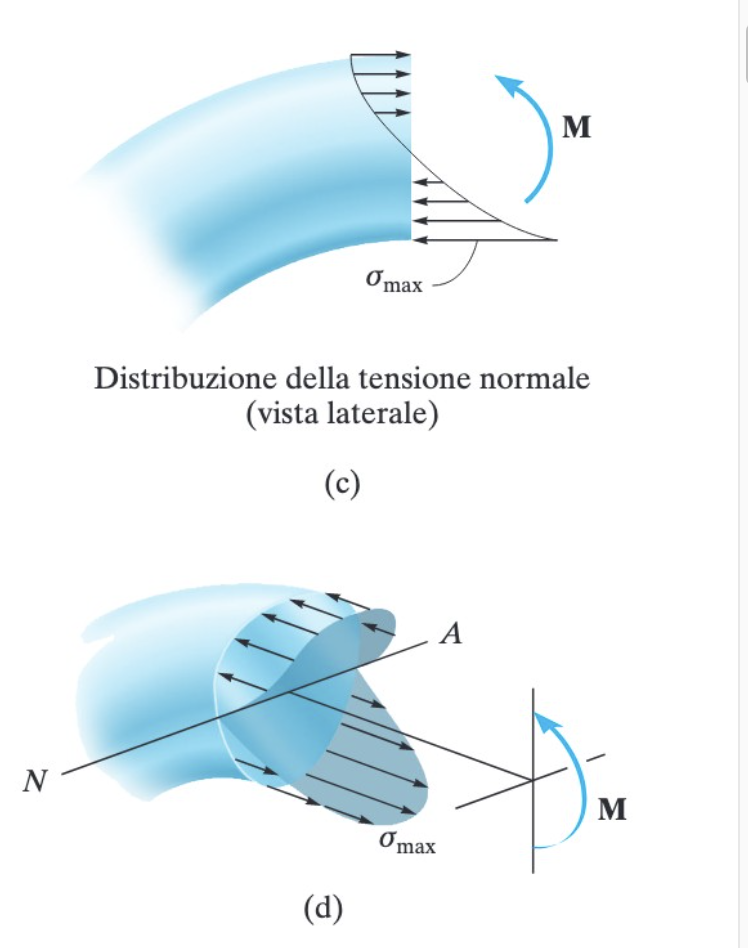 M
σmax
Distribuzione della tensione normale
(vista laterale)
(c)
A
N
M
σmax
(d)